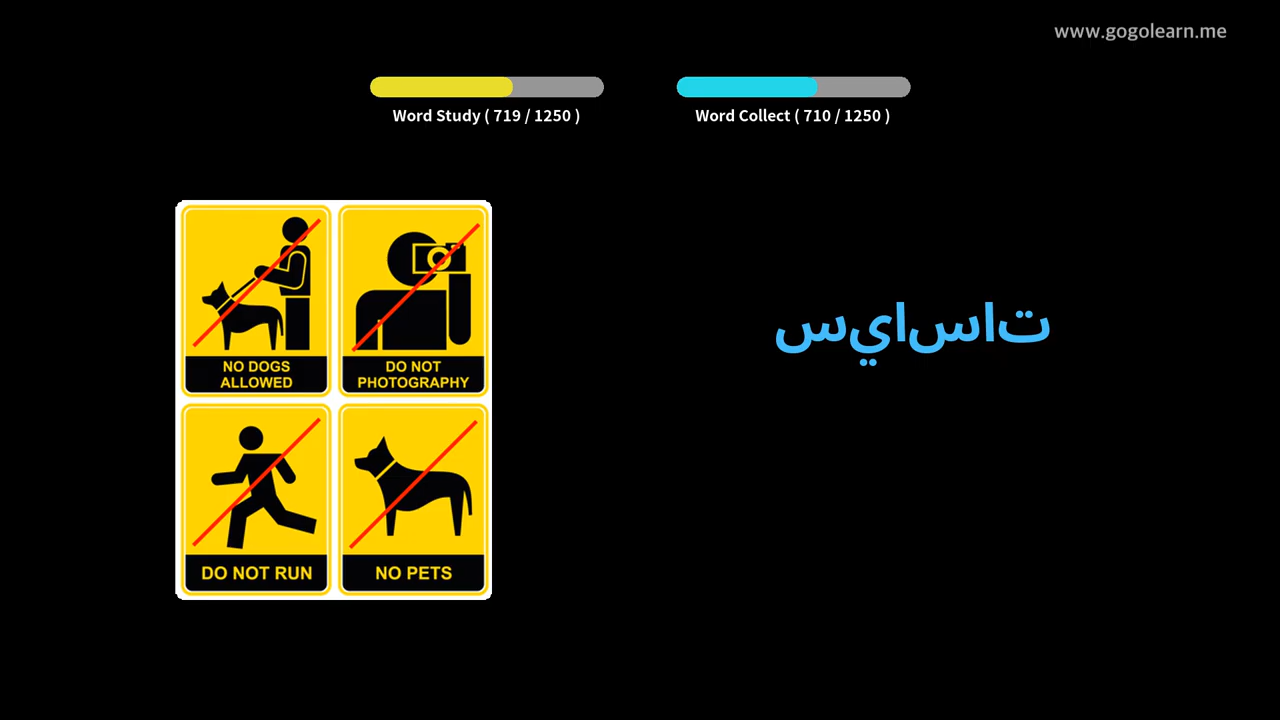 www.gogolearn.me
Word Study ( 719 / 1250 )
Word Collect ( 710 / 1250 )
NO DOGS
ALLOWED
DO NOT
PHOTOGRAPHY
DO NOT RUN
NO PETS
تاسايس